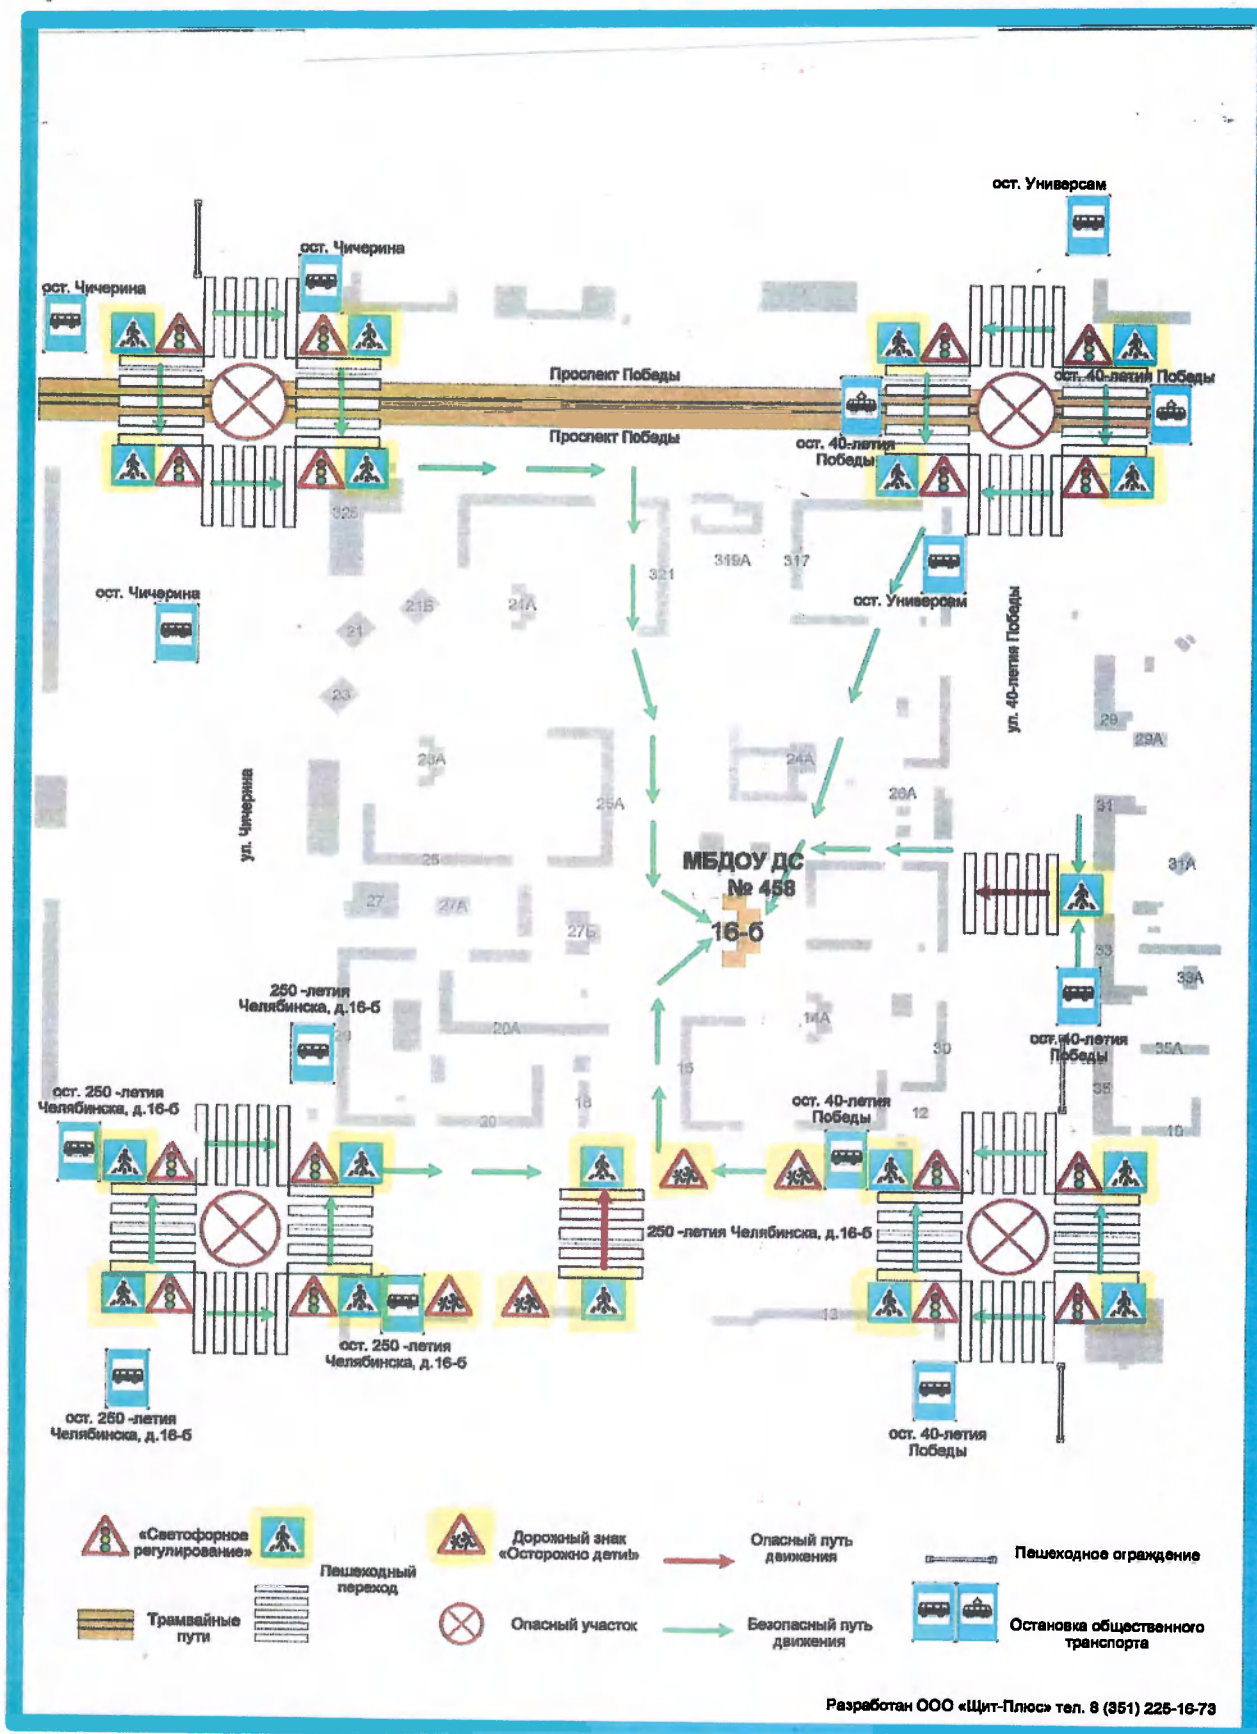 ост. Универсам
ост. Чичерина
ост. Чичерина
Проспект Победы
ост. 40-летия Победы
Проспект Победы
ост. 40-летия
Победы
325
321
319А
317
ост. Чичерина
21Б
21А
ост. Универсам
21
23
ул. 40-летия Победы
29
29А
23А
24А
ул. Чичерина
25А
26А
31
25
МБДОУ ДС
№ 458
31А
27
27А
27Б
16-б
33
33А
250 -летия
Челябинска, д.16-б
20А
14А
29
30
ост. 40-летия
Победы
35А
16
35
ост. 250 -летия
Челябинска, д.16-б
ост. 40-летия
Победы
18
20
12
10
250 -летия Челябинска, д.16-б
13
ост. 250 -летия
Челябинска, д.16-б
ост. 250 -летия
Челябинска, д.16-б
ост. 40-летия
Победы
«Светофорное
регулирование»
Пешеходный
переход
Дорожный знак
«Осторожно дети!»
Опасный путь
движения
Пешеходное ограждение
Трамвайные
пути
Опасный участок
Безопасный путь
движения
Остановка общественного
транспорта
Разработан ООО «Щит-Плюс» тел. 8 (351) 225-16-73